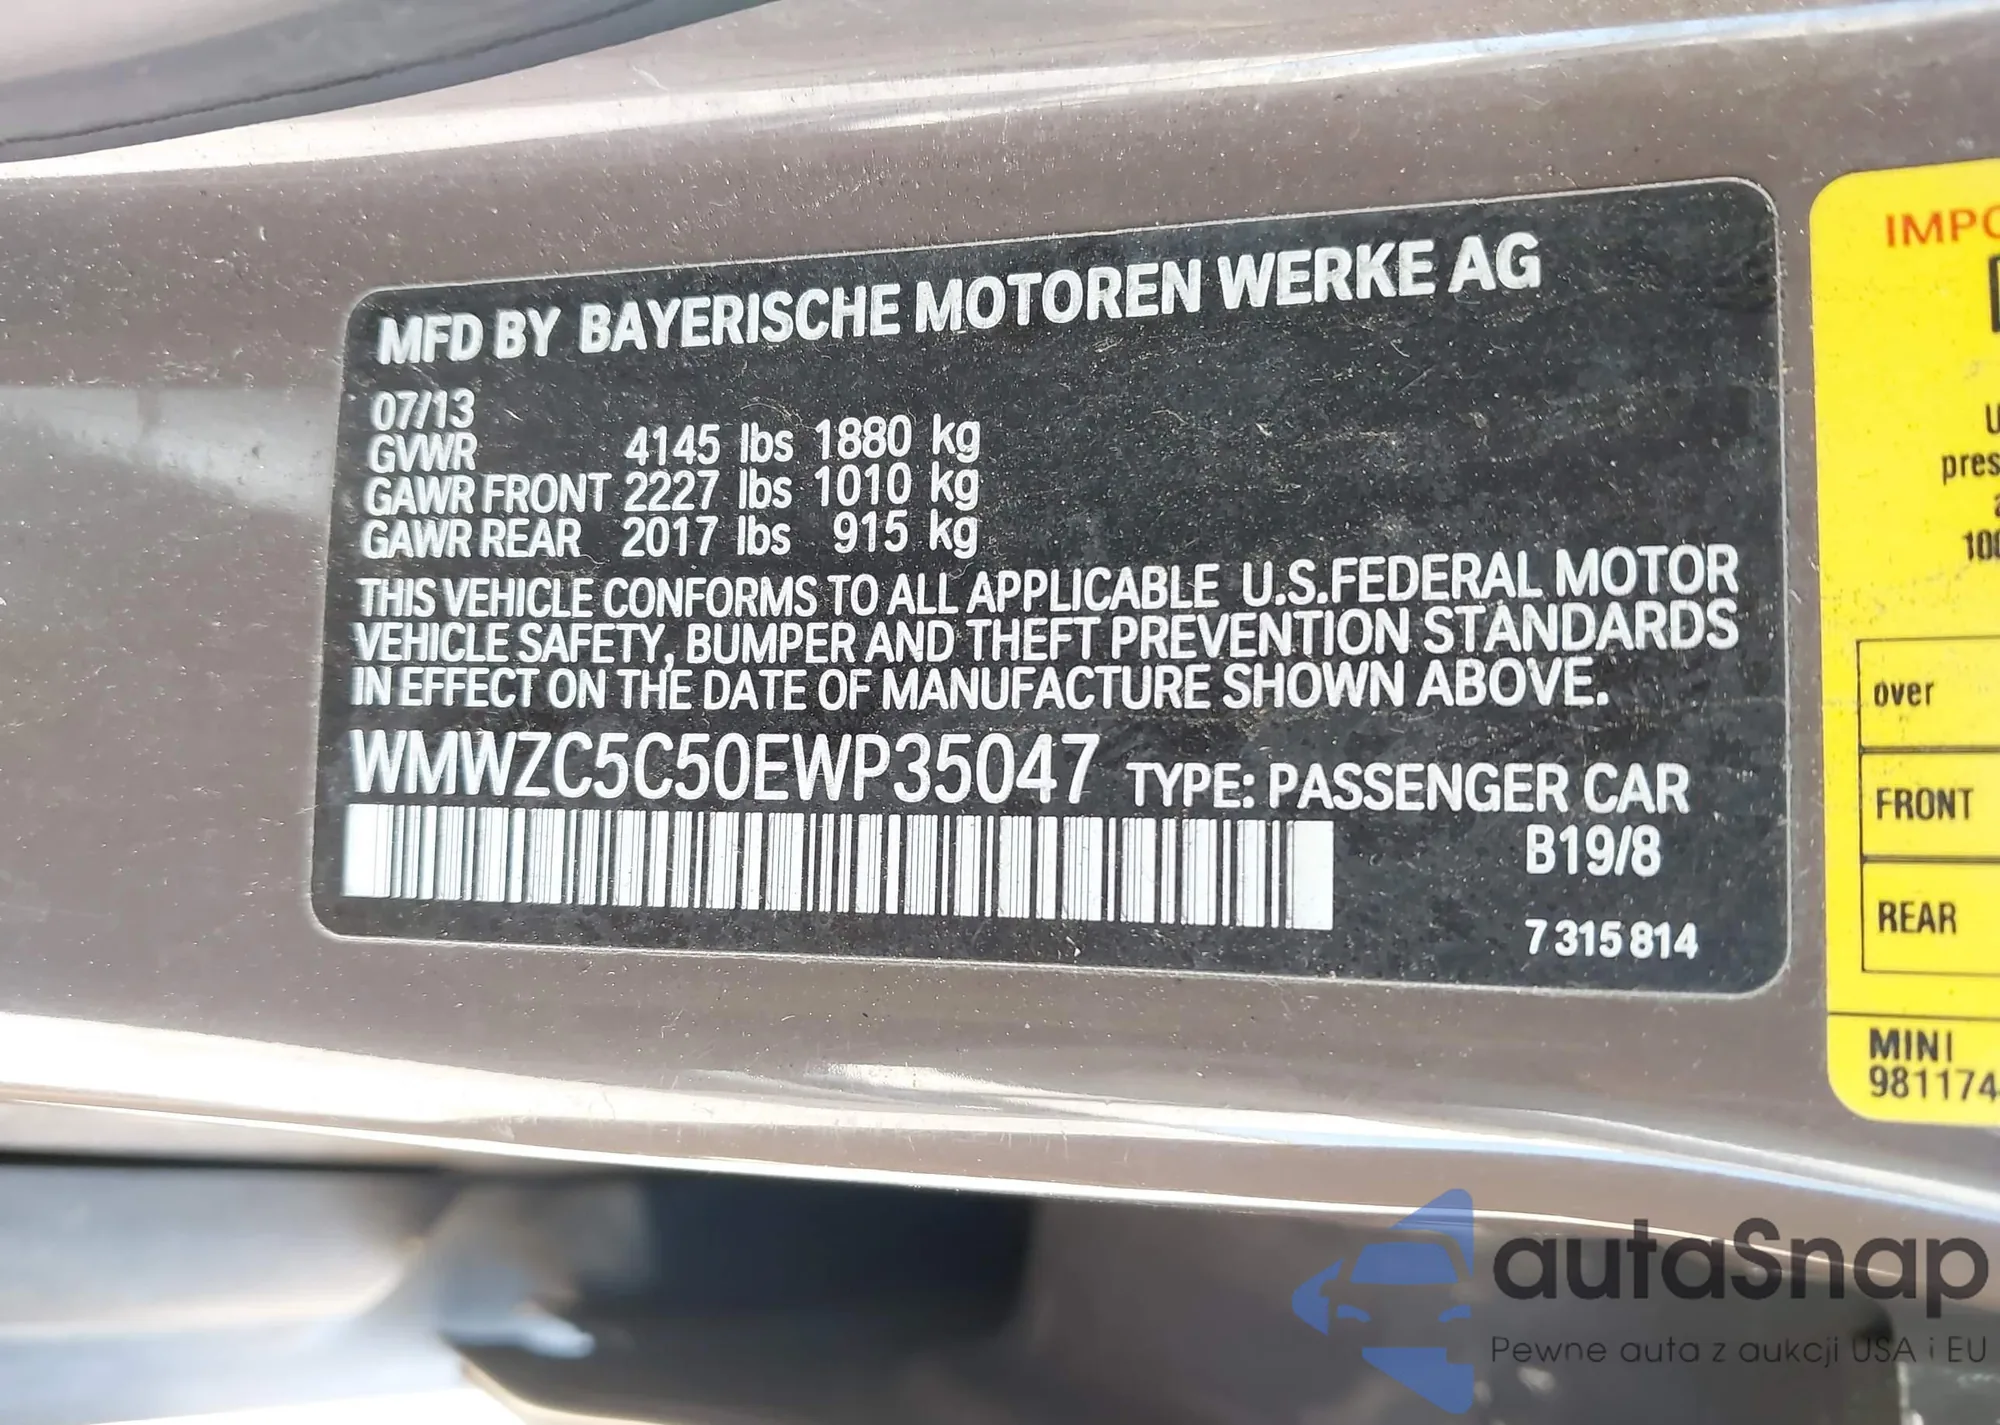 MFD BY BAYERISCHE MOTOREN WERKE AG
07/13
GVWR 4145 lbs 1880 kg
GAWR FRONT 2227 lbs 1010 kg
GAWR REAR 2017 lbs 915 kg
THIS VEHICLE CONFORMS TO ALL APPLICABLE U.S.FEDERAL MOTOR
VEHICLE SAFETY, BUMPER AND THEFT PREVENTION STANDARDS
IN EFFECT ON THE DATE OF MANUFACTURE SHOWN ABOVE.
WMWZC5C50EWP35047 TYPE: PASSENGER CAR
B19/8
7 315 814
over
FRONT
REAR
MINI
autaSnap
Pewne auta z aukcji USA i EU